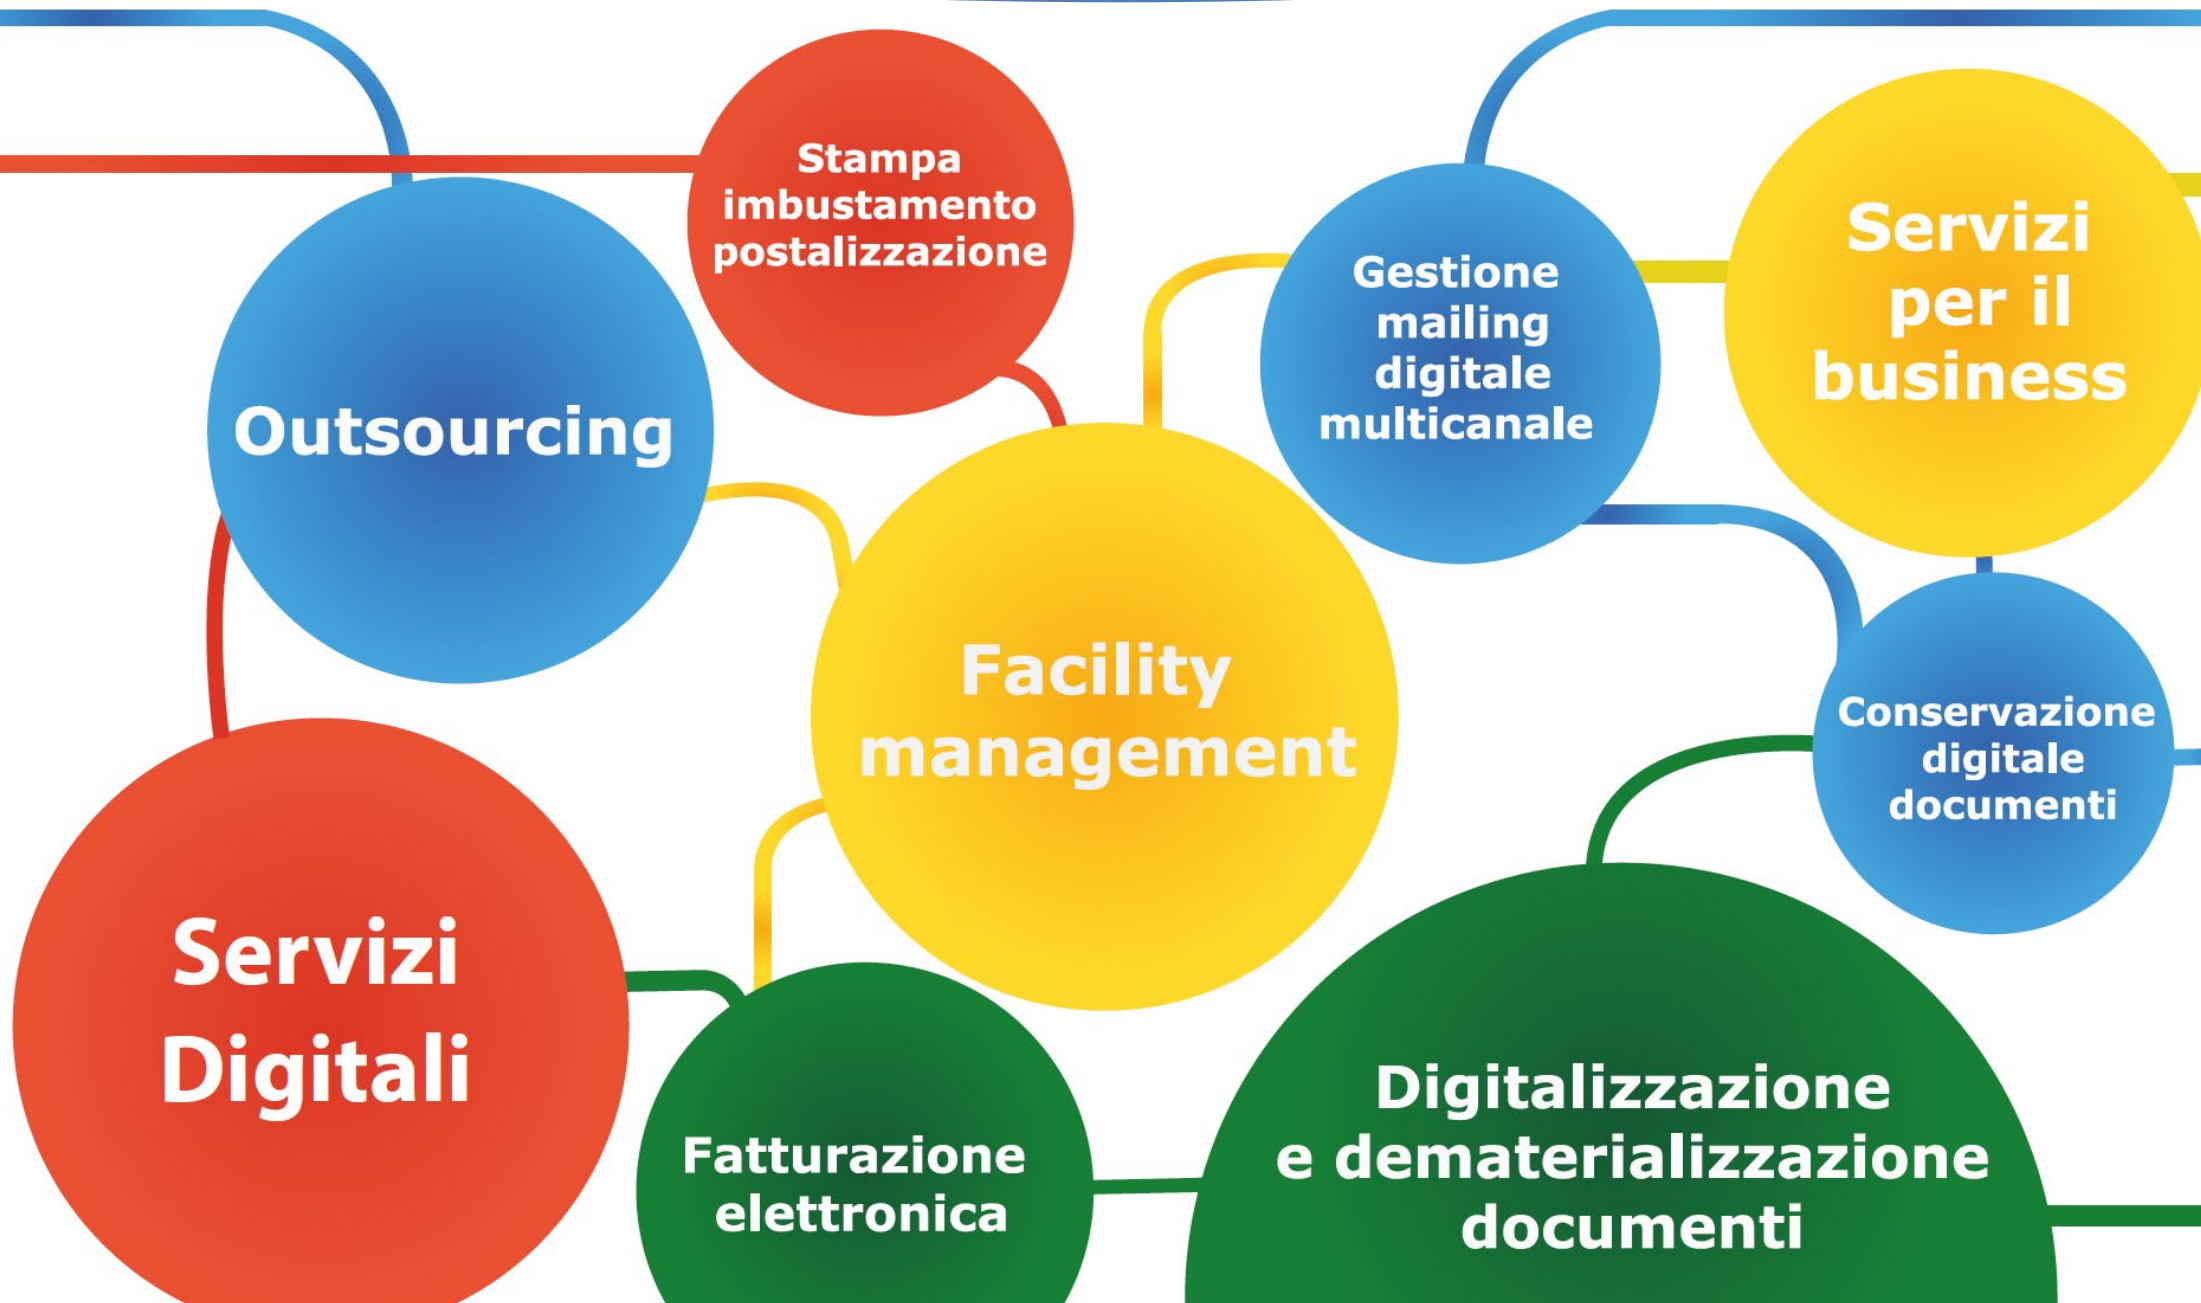 Stampa
imbustamento
postalizzazione
Outsourcing
Gestione
mailing
digitale
multicanale
Servizi
per il
business
Facility
management
Conservazione
digitale
documenti
Servizi
Digitali
Fatturazione
elettronica
Digitalizzazione
e dematerializzazione
documenti